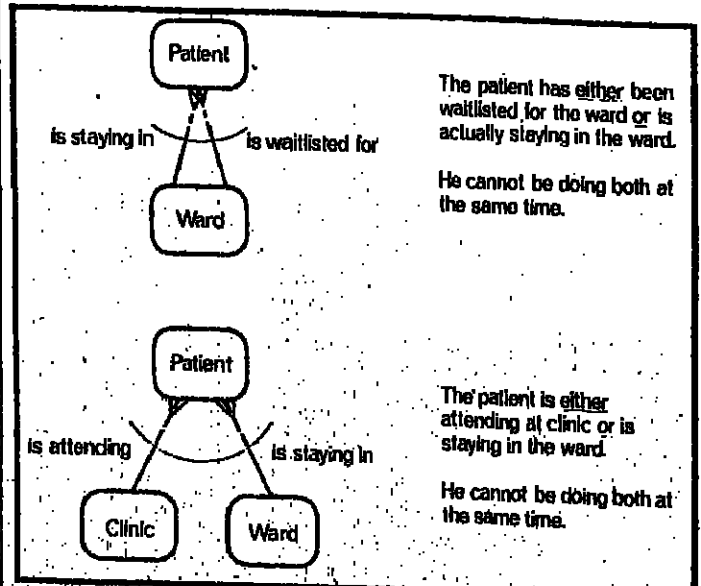 Patient
is staying in
is waitlisted for
Ward
The patient has either been
waitlisted for the ward or is
actually staying in the ward.
He cannot be doing both at
the same time.
Patient
is attending
is staying in
Clinic
Ward
The patient is either
attending at clinic or is
staying in the ward
He cannot be doing both at
the same time.